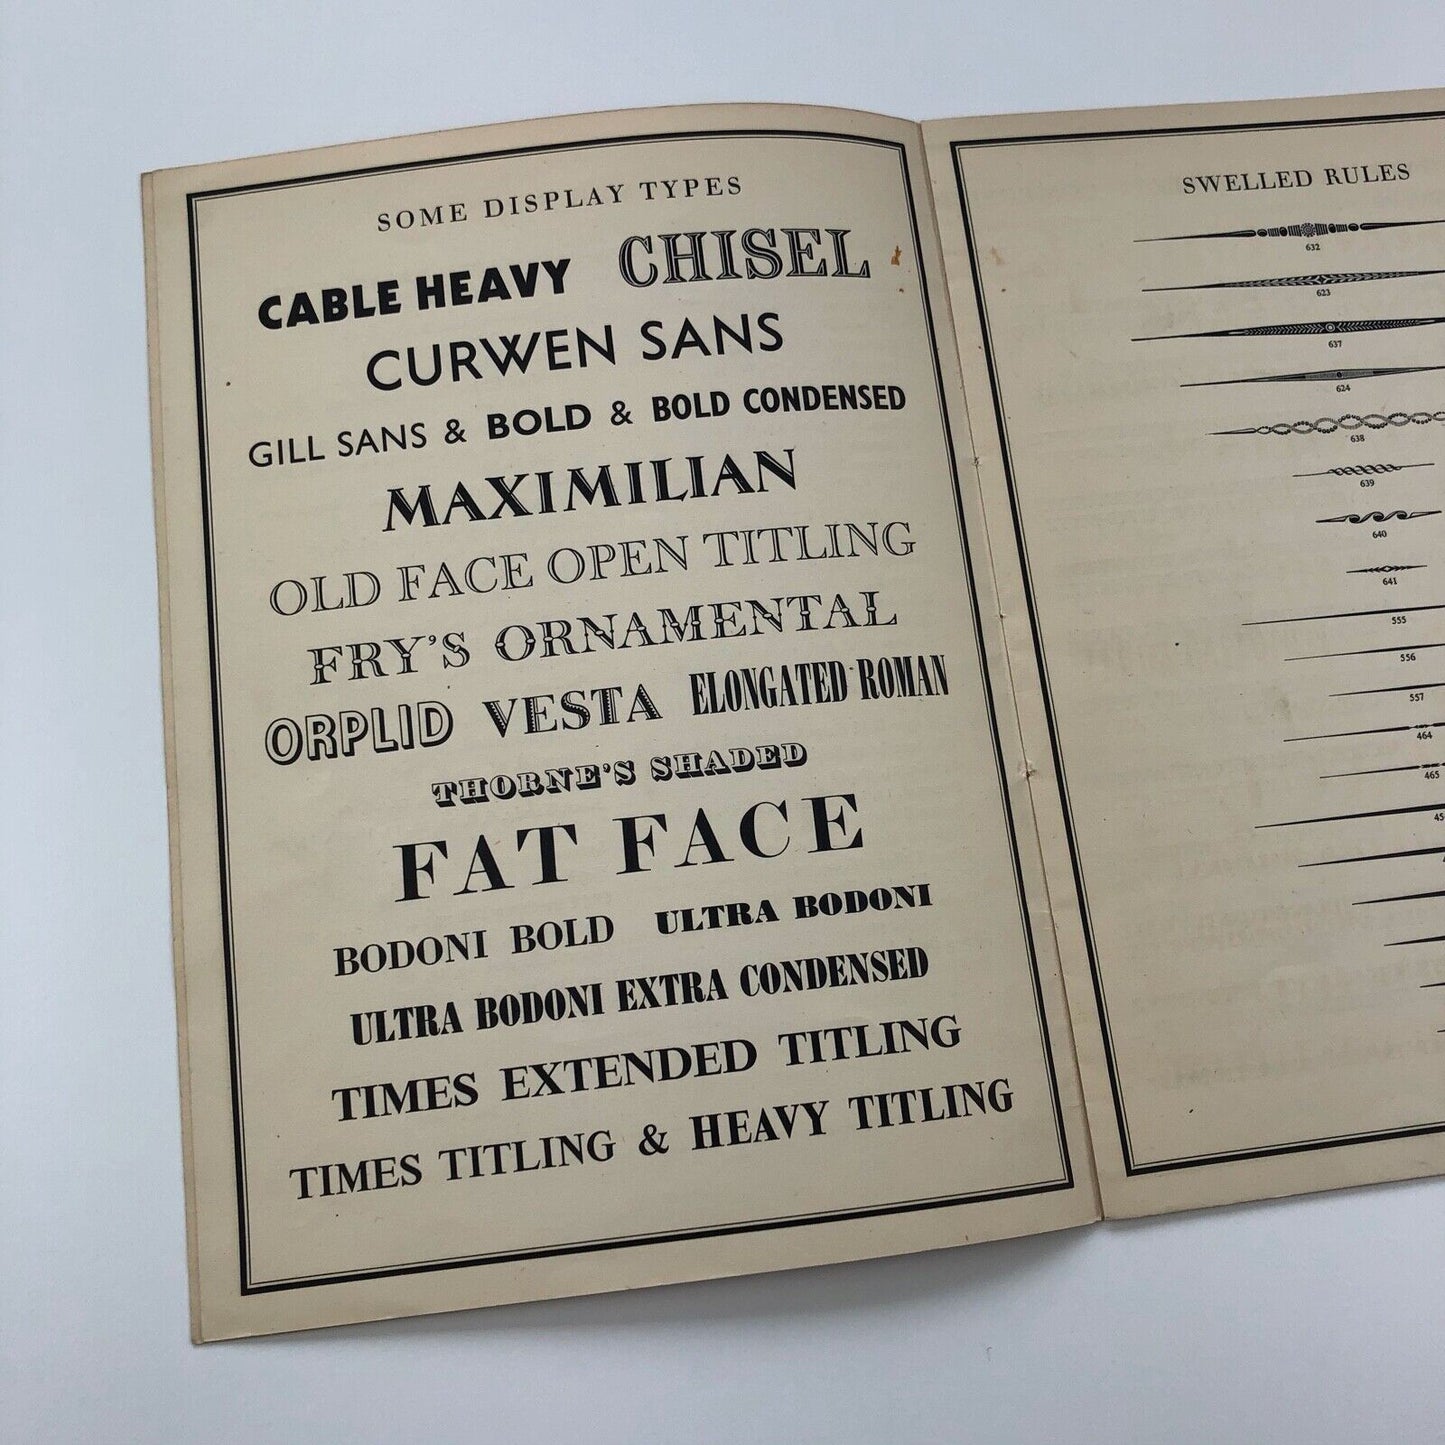 SOME DISPLAY TYPES
CABLE HEAVY CHISEL
CURWEN SANS
GILL SANS & BOLD & BOLD CONDENSED
MAXIMILIAN
OLD FACE OPEN TITLING
FRY'S ORNAMENTAL
ORPLID VESTA ELONGATED ROMAN
THORNE'S SHADED
FAT FACE
BODONI BOLD ULTRA BODONI
ULTRA BODONI EXTRA CONDENSED
TIMES EXTENDED TITLING
TIMES TITLING & HEAVY TITLING
SWELLED RULES
632
623
637
624
638
639
640
641
555
556
557
464
465